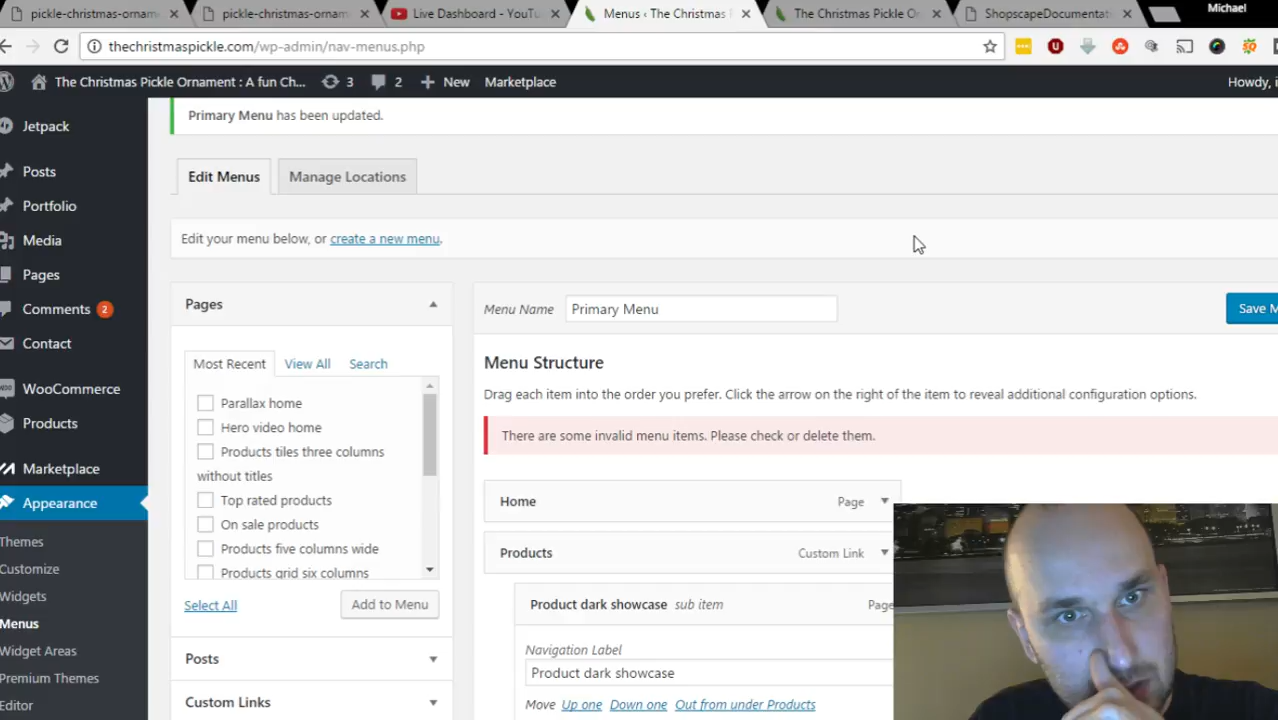 pickle-christmas-ornam
pickle-christmas-ornam
Live Dashboard - YouTu
Menus ‹ The Christmas P
The Christmas Pickle O
ShopscapeDocumentati
Michael
thechristmaspickle.com/wp-admin/nav-menus.php
The Christmas Pickle Ornament : A fun Ch... 3 2 New Marketplace Howdy, i
Primary Menu has been updated.
Jetpack
Posts
Portfolio
Media
Pages
Comments 2
Contact
WooCommerce
Products
Marketplace
Appearance
Themes
Customize
Widgets
Menus
Widget Areas
Premium Themes
Editor
Edit Menus Manage Locations
Edit your menu below, or create a new menu.
Pages
Most Recent View All Search
Parallax home
Hero video home
Products tiles three columns
without titles
Top rated products
On sale products
Products five columns wide
Products grid six columns
Select All Add to Menu
Posts
Custom Links
Menu Name Primary Menu Save M
Menu Structure
Drag each item into the order you prefer. Click the arrow on the right of the item to reveal additional configuration options.
There are some invalid menu items. Please check or delete them.
Home Page
Products Custom Link
Product dark showcase sub item Page
Navigation Label
Product dark showcase
Move Up one Down one Out from under Products